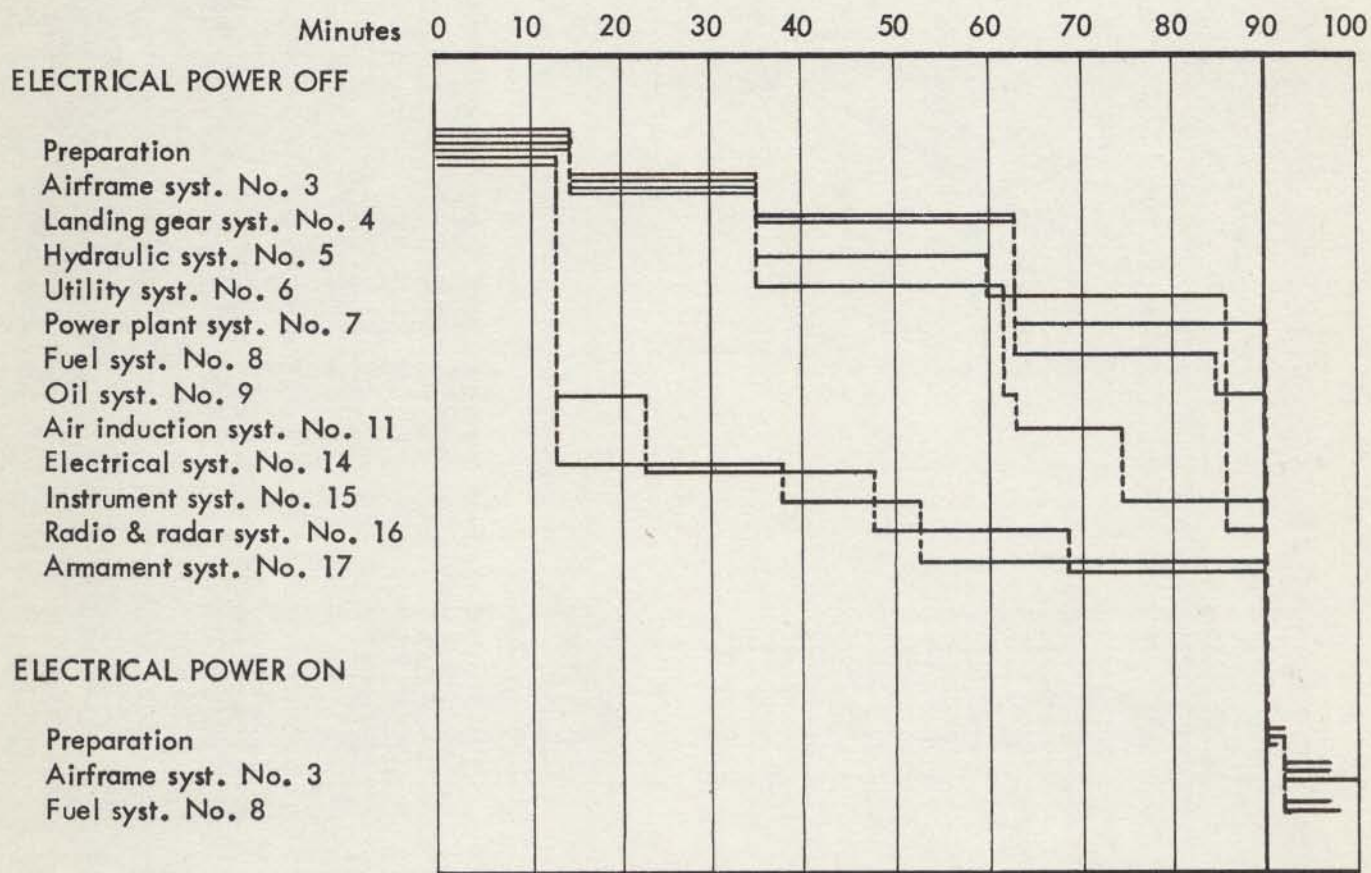 Minutes 0 10 20 30 40 50 60 70 80 90 100
ELECTRICAL POWER OFF
Preparation
Airframe syst. No. 3
Landing gear syst. No. 4
Hydraulic syst. No. 5
Utility syst. No. 6
Power plant syst. No. 7
Fuel syst. No. 8
Oil syst. No. 9
Air induction syst. No. 11
Electrical syst. No. 14
Instrument syst. No. 15
Radio & radar syst. No. 16
Armament syst. No. 17
ELECTRICAL POWER ON
Preparation
Airframe syst. No. 3
Fuel syst. No. 8